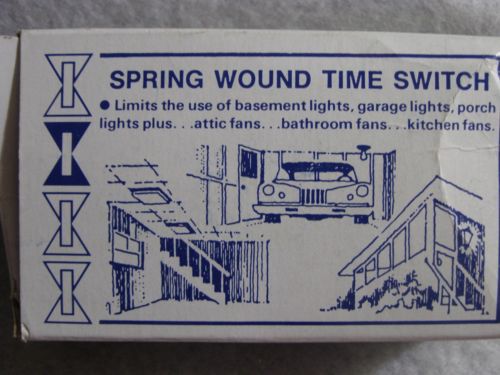 SPRING WOUND TIME SWITCH
● Limits the use of basement lights, garage lights, porch
lights plus. . .attic fans. . .bathroom fans. . .kitchen fans.